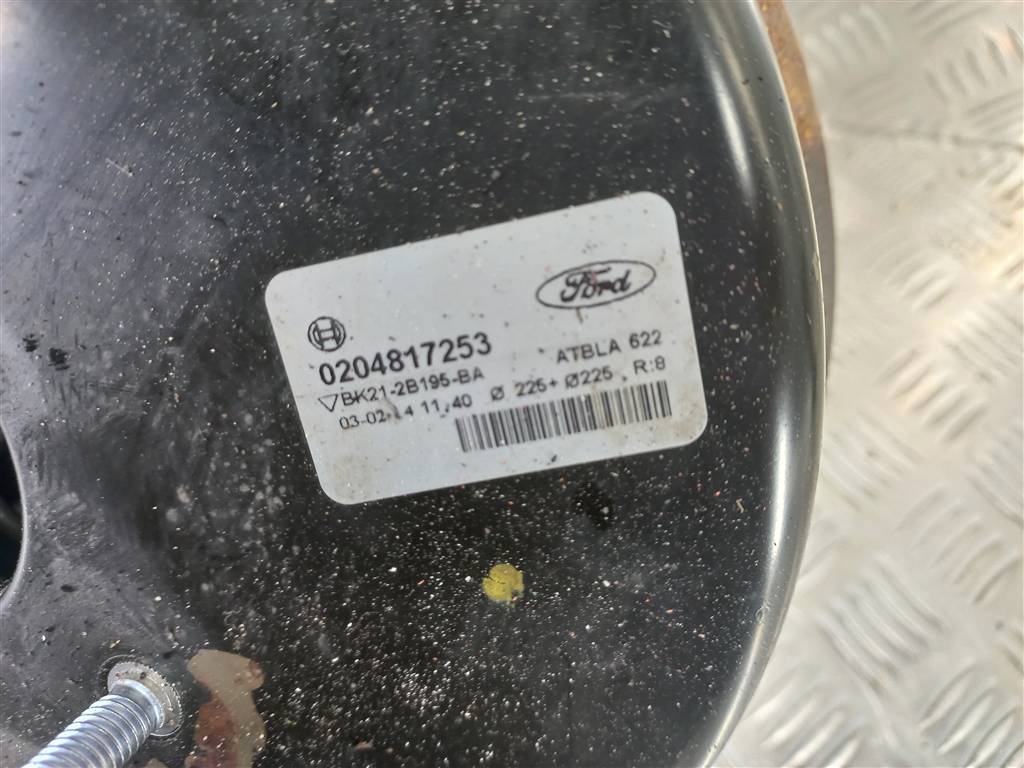 Ford
0204817253 ATBLA 622
BK21-2B195-BA
Ø 225+ Ø225 R:8
11.40